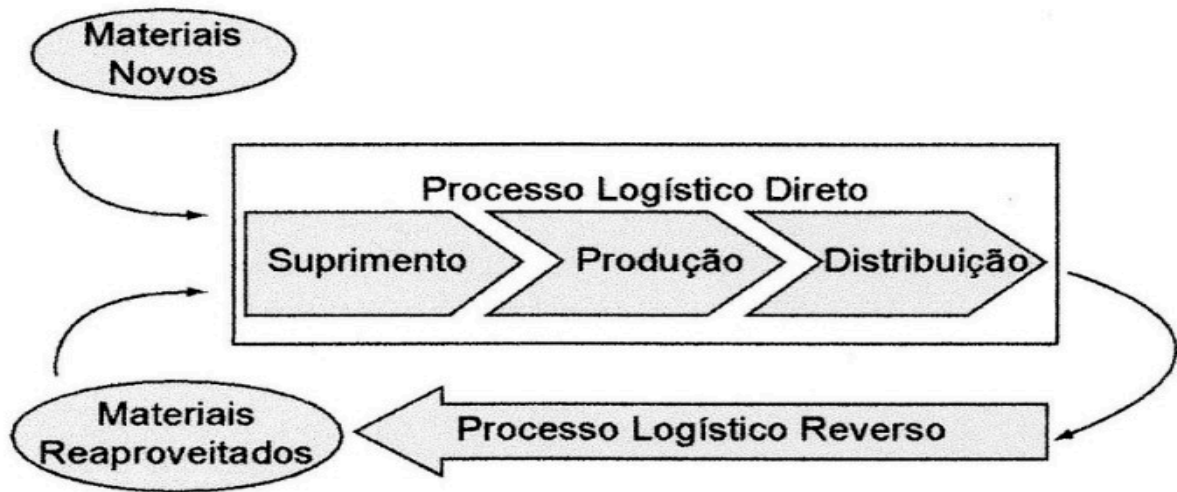 Materiais
Novos
Processo Logístico Direto
Suprimento
Produção
Distribuição
Materiais
Reaproveitados
Processo Logístico Reverso